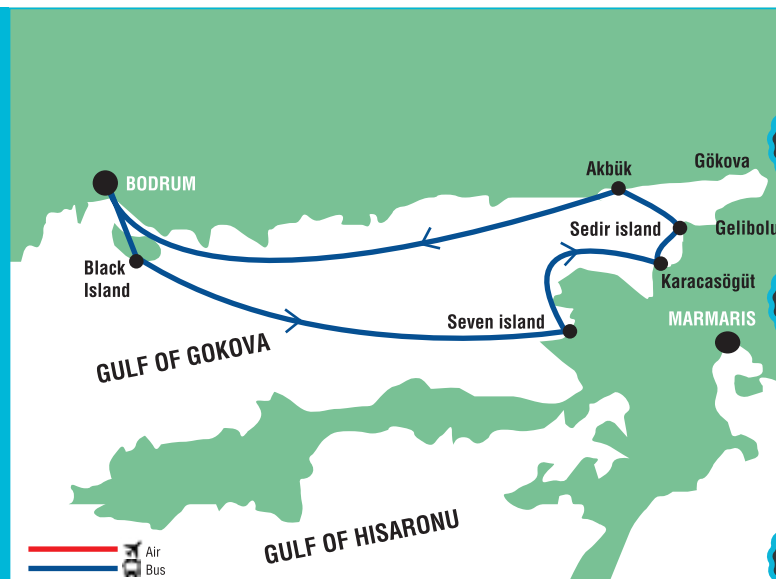 Gökova
Akbük
BODRUM
Sedir island
Gelibolu
Black
Island
Karacasögüt
MARMARIS
Seven island
GULF OF GOKOVA
GULF OF HISARONU
Air
Bus